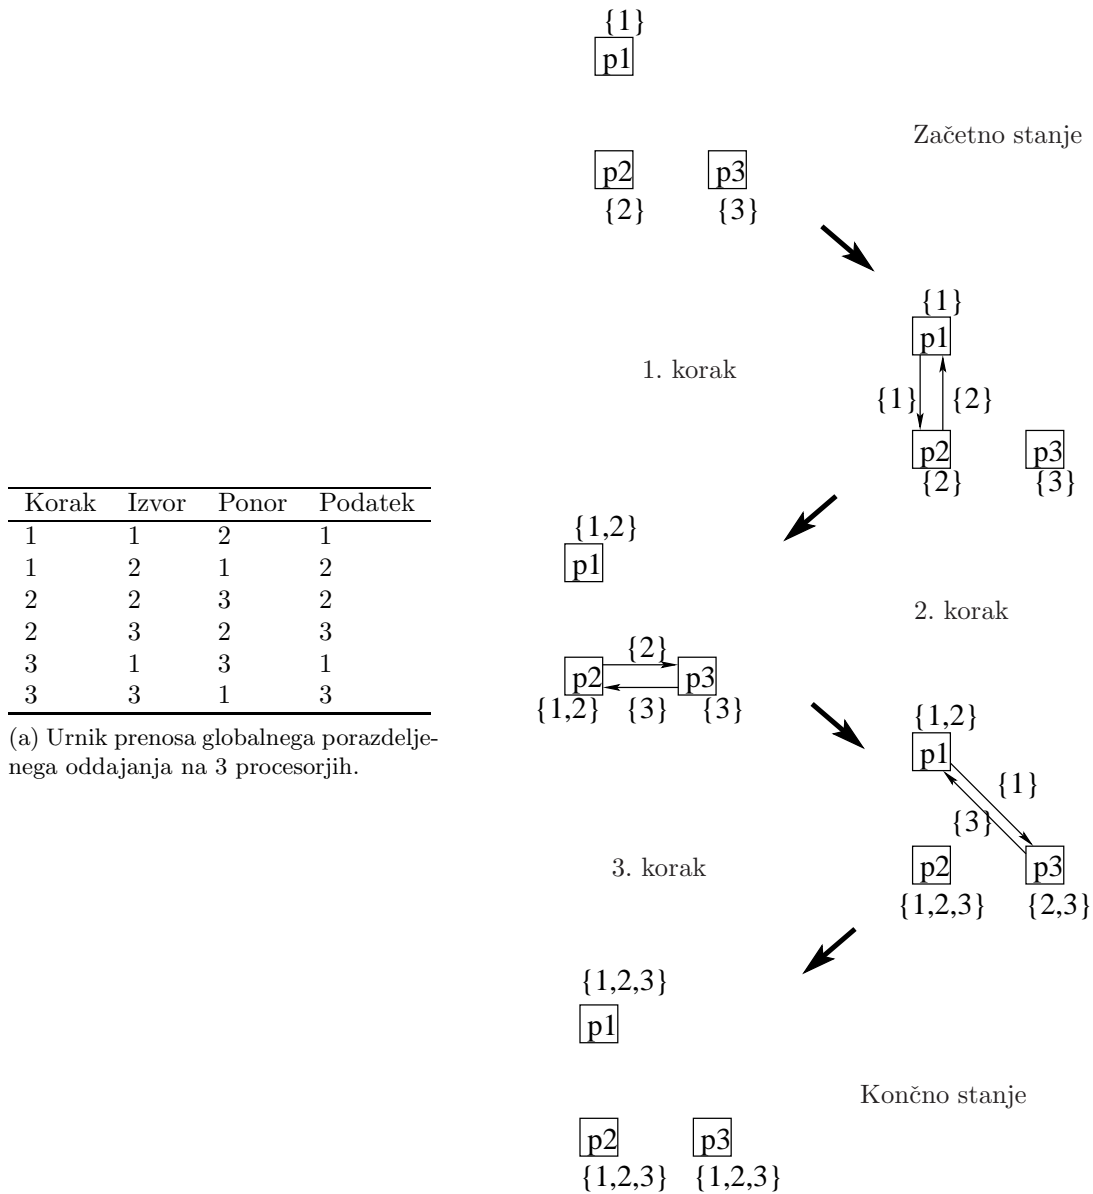 Korak Izvor Ponor Podatek
1 1 2 1
1 2 1 2
2 2 3 2
2 3 2 3
3 1 3 1
3 3 1 3
(a) Urnik prenosa globalnega porazdelje-
nega oddajanja na 3 procesorjih.
{1}
p1
Začetno stanje
p2 p3
{2} {3}
{1}
p1
1. korak
{1} {2}
p2 p3
{2} {3}
{1,2}
p1
2. korak
{2}
p2 p3
{1,2} {3} {3}
{1,2}
p1
{1}
{3}
3. korak
p2 p3
{1,2,3} {2,3}
{1,2,3}
p1
Končno stanje
p2 p3
{1,2,3} {1,2,3}